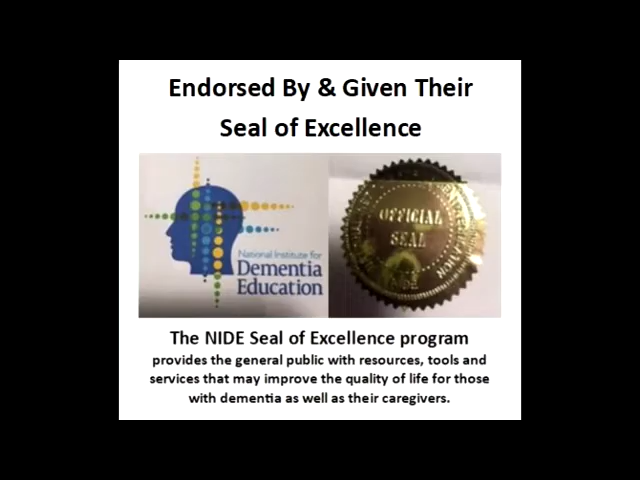 Endorsed By & Given Their
Seal of Excellence
National Institute for
Dementia
Education
OFFICIAL
SEAL
The NIDE Seal of Excellence program
provides the general public with resources, tools and
services that may improve the quality of life for those
with dementia as well as their caregivers.